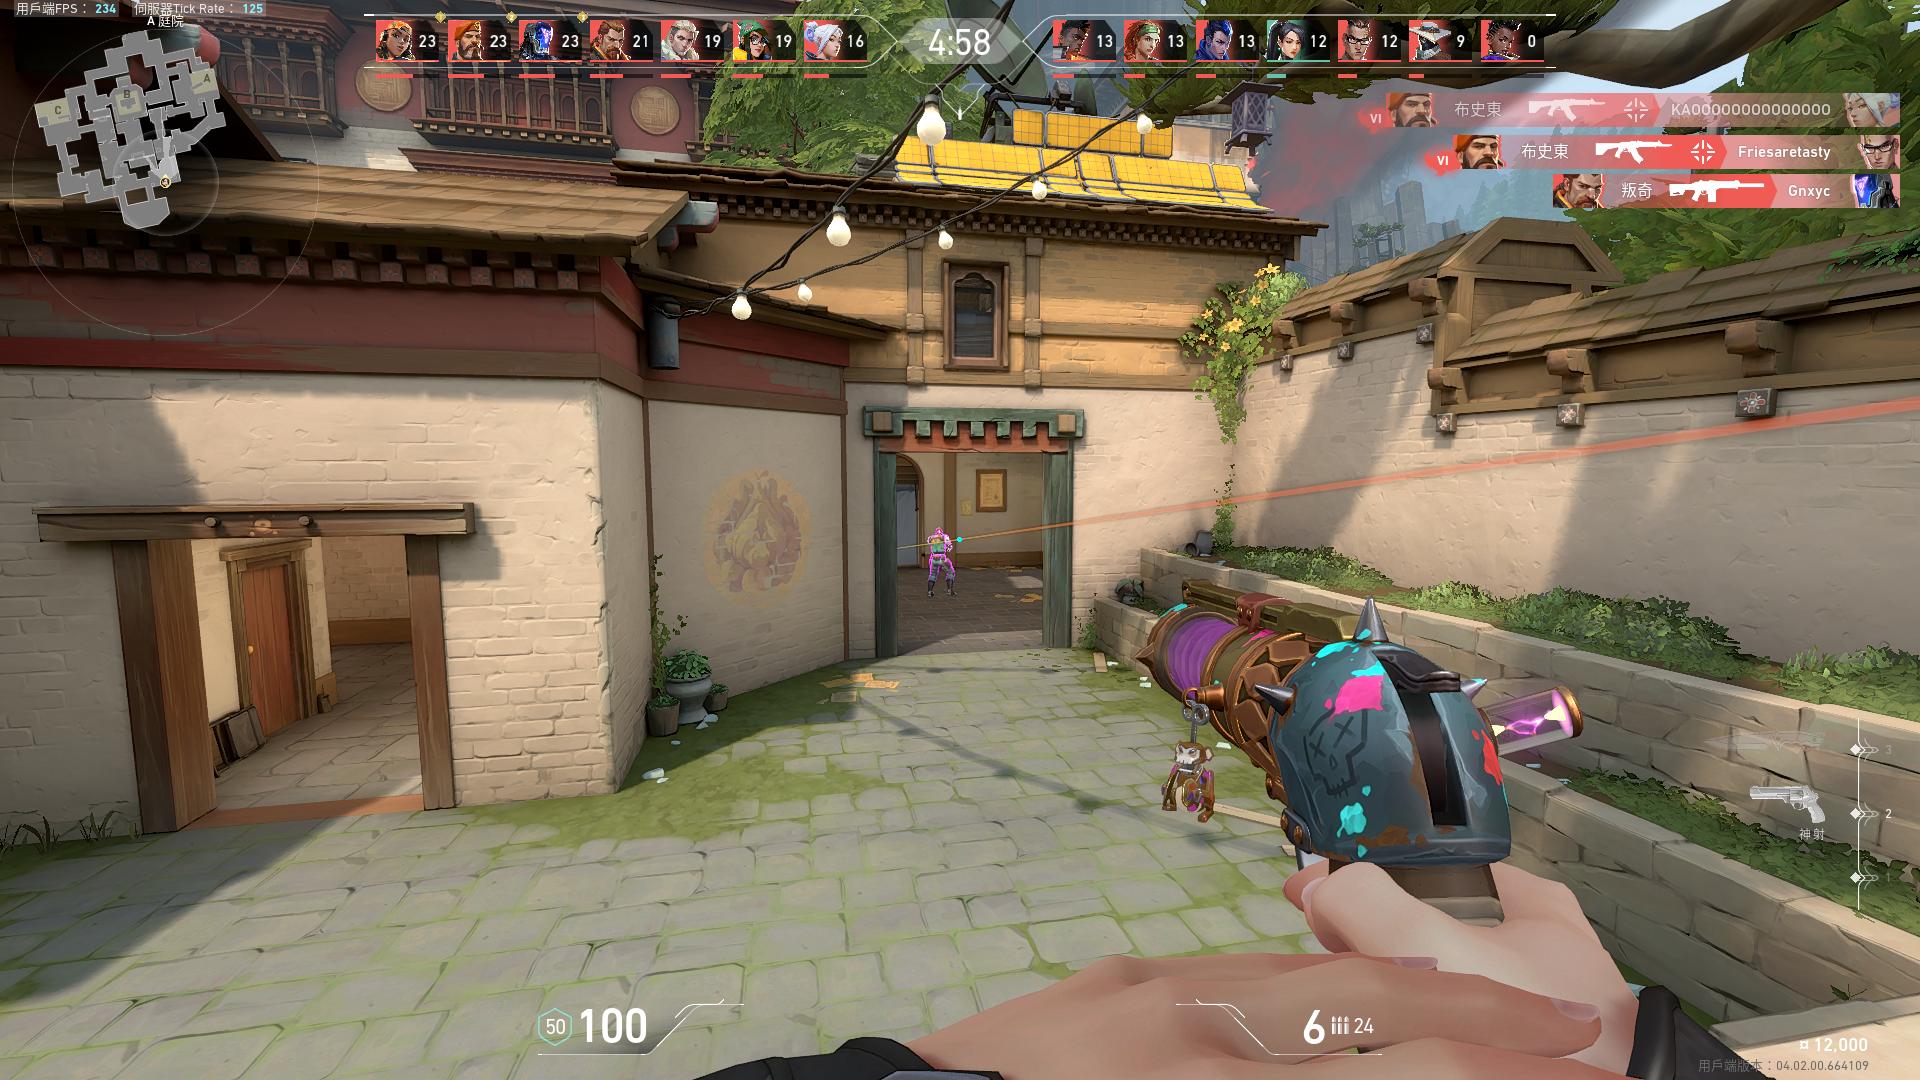 用戶端FPS： 234 伺服器Tick Rate： 125
A 庭院
A
B
C
23 23 23 21 19 19 16
4:58
13 13 13 12 12 9 0
VI 布史東 KAOOOOOOOOOOOOOO
VI 布史東 Friesaretasty
叛奇 Gnxyc
3
2
神射
1
50 100
6 24
¤ 12,000
用戶端版本：04.02.00.664109